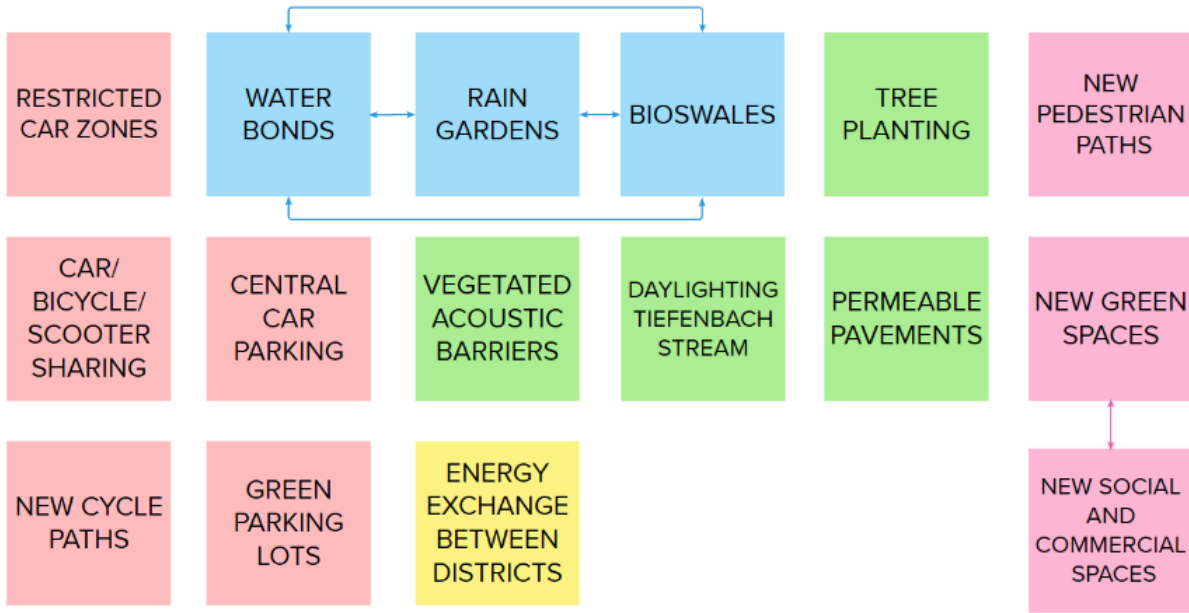 RESTRICTED
CAR ZONES
WATER
BONDS
RAIN
GARDENS
BIOSWALES
TREE
PLANTING
NEW
PEDESTRIAN
PATHS
CAR/
BICYCLE/
SCOOTER
SHARING
CENTRAL
CAR
PARKING
VEGETATED
ACOUSTIC
BARRIERS
DAYLIGHTING
TIEFENBACH
STREAM
PERMEABLE
PAVEMENTS
NEW GREEN
SPACES
NEW CYCLE
PATHS
GREEN
PARKING
LOTS
ENERGY
EXCHANGE
BETWEEN
DISTRICTS
NEW SOCIAL
AND
COMMERCIAL
SPACES